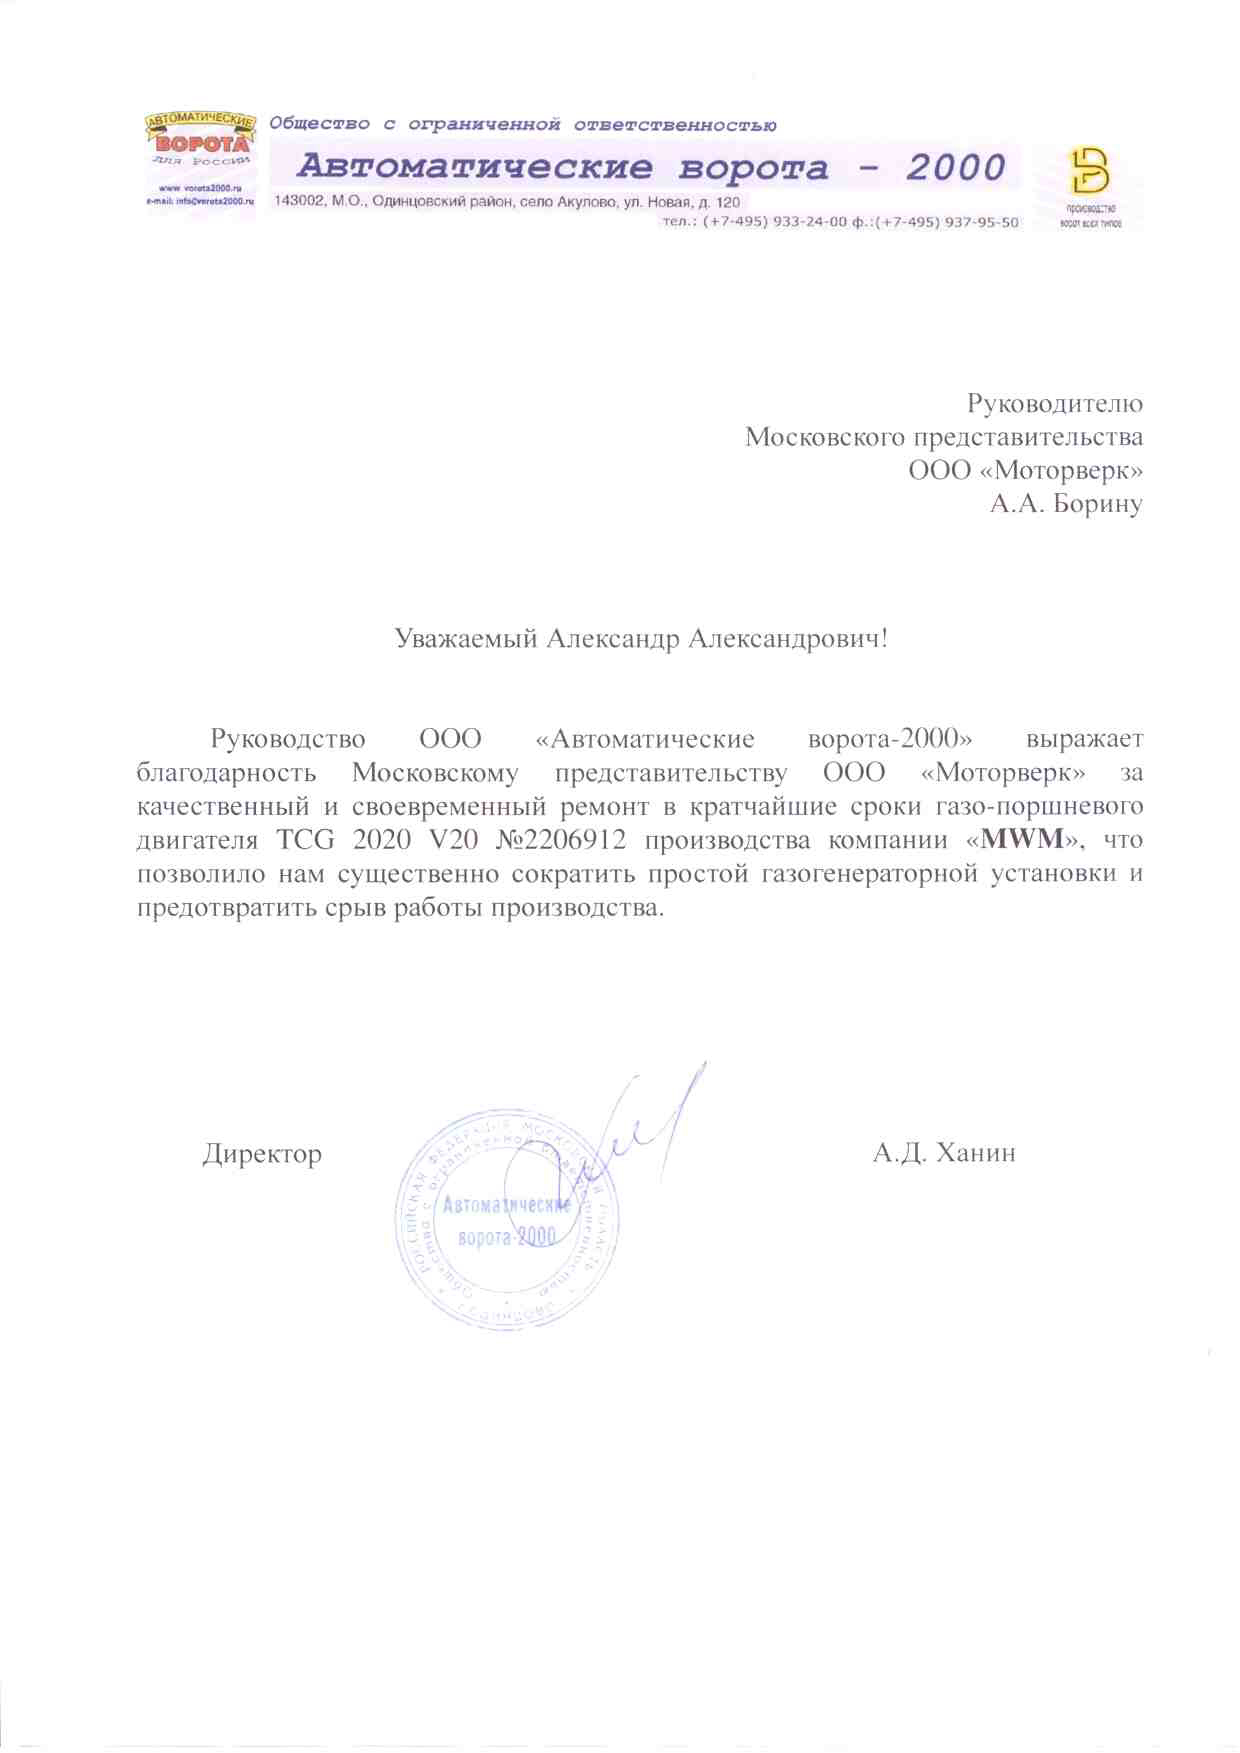 АВТОМАТИЧЕСКИЕ
ВОРОТА
ДЛЯ РОССИИ
www vorota2000.ru
e-mail: info@vorota2000.ru
Общество с ограниченной ответственностью
Автоматические ворота - 2000
143002, М.О., Одинцовский район, село Акулово, ул. Новая, д. 120
тел.: (+7-495) 933-24-00 ф.:(+7-495) 937-95-50
производство
ворот всех типов
Руководителю
Московского представительства
ООО «Моторверк»
А.А. Борину
Уважаемый Александр Александрович!
Руководство ООО «Автоматические ворота-2000» выражает
благодарность Московскому представительству ООО «Моторверк» за
качественный и своевременный ремонт в кратчайшие сроки газо-поршневого
двигателя TCG 2020 V20 №2206912 производства компании «MWM», что
позволило нам существенно сократить простой газогенераторной установки и
предотвратить срыв работы производства.
Директор
А.Д. Ханин
РОССИЙСКАЯ ФЕДЕРАЦИЯ МОСКОВСКАЯ ОБЛАСТЬ
Общество с ограниченной ответственностью
Автоматические
ворота-2000